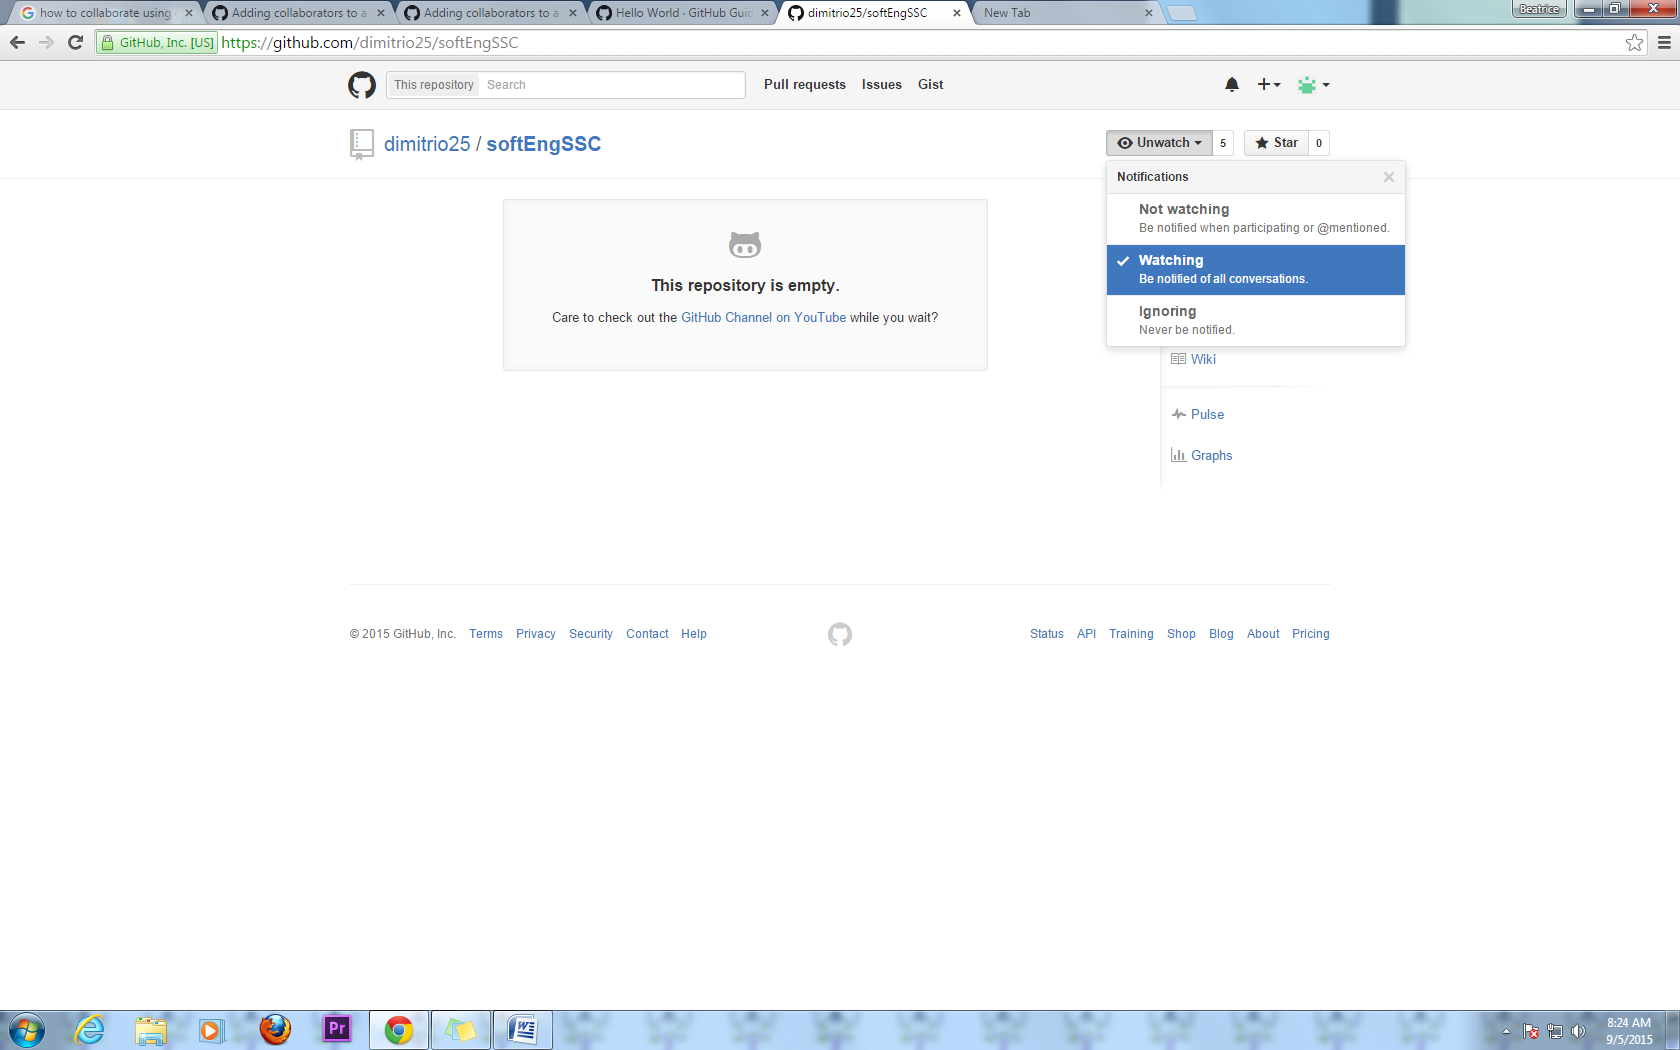 how to collaborate using
Adding collaborators to a
Adding collaborators to a
Hello World · GitHub Guid
dimitrio25/softEngSSC
New Tab
Beatrice
GitHub, Inc. [US]
https://github.com/dimitrio25/softEngSSC
This repository
Search
Pull requests
Issues
Gist
dimitrio25 / softEngSSC
Unwatch
5
Star
0
Notifications
Not watching
Be notified when participating or @mentioned.
Watching
Be notified of all conversations.
Ignoring
Never be notified.
This repository is empty.
Care to check out the GitHub Channel on YouTube while you wait?
Wiki
Pulse
Graphs
© 2015 GitHub, Inc. Terms Privacy Security Contact Help
Status API Training Shop Blog About Pricing
Pr
8:24 AM
9/5/2015